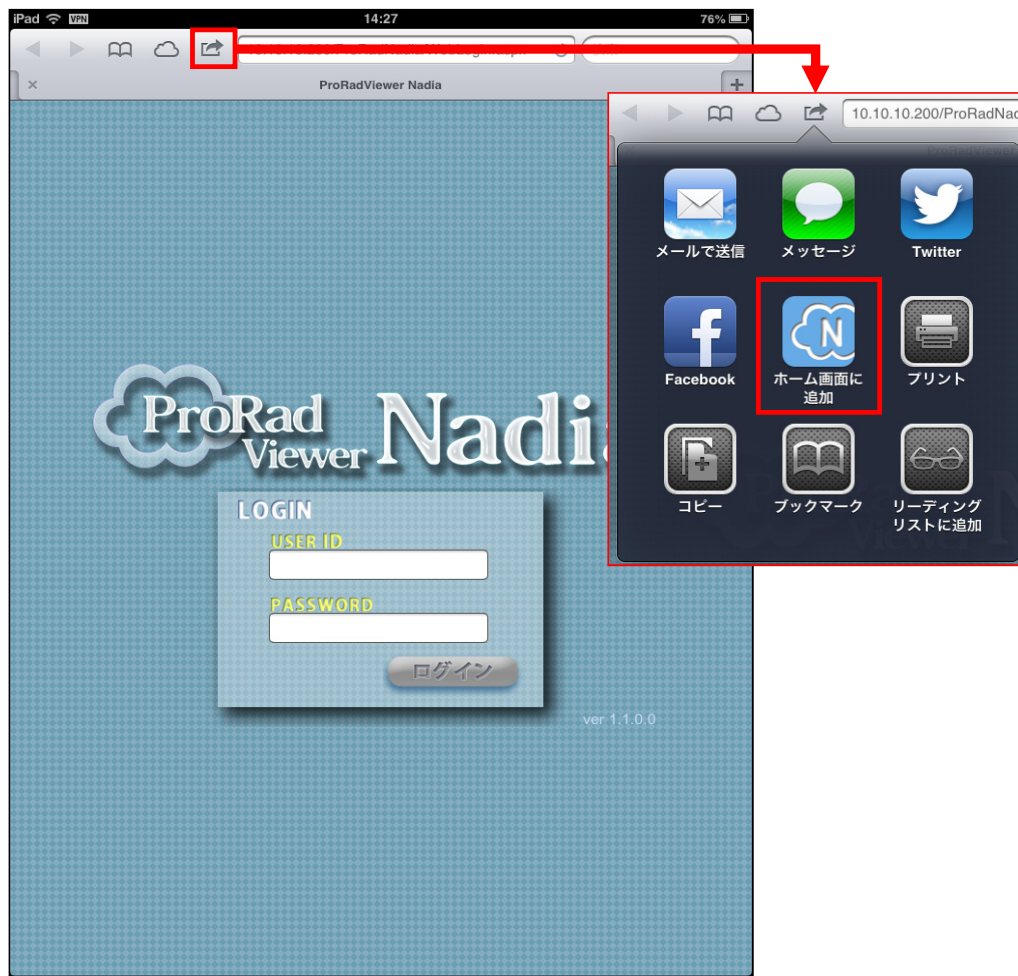 iPad VPN 14:27 76%
ProRadViewer Nadia
10.10.10.200/ProRadNad
メールで送信 メッセージ Twitter
Facebook ホーム画面に プリント
追加
コピー ブックマーク リーディング
リストに追加
ProRad
Viewer Nadia
LOGIN
USER ID
PASSWORD
ログイン
ver 1.1.0.0